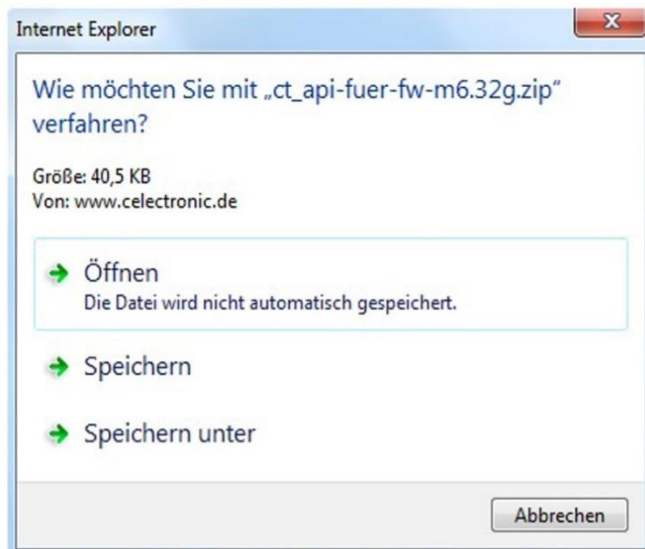 Internet Explorer
Wie möchten Sie mit „ct_api-fuer-fw-m6.32g.zip“
verfahren?
Größe: 40,5 KB
Von: www.celectronic.de
Öffnen
Die Datei wird nicht automatisch gespeichert.
Speichern
Speichern unter
Abbrechen